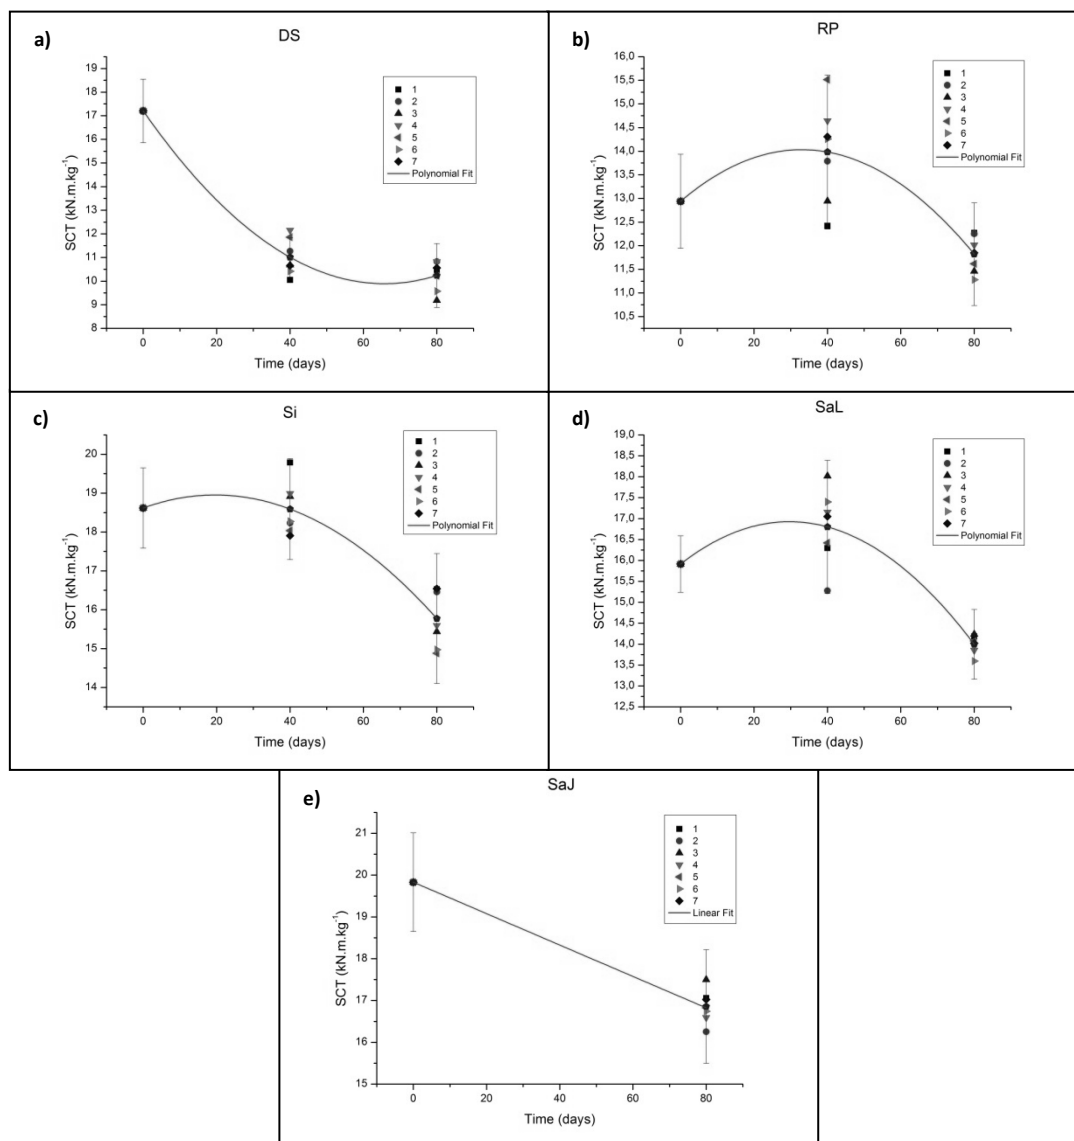 a)
DS
SCT (kN.m.kg⁻¹)
19
18
17
16
15
14
13
12
11
10
9
8
1
2
3
4
5
6
7
Polynomial Fit
0 20 40 60 80
Time (days)
b)
RP
SCT (kN.m.kg⁻¹)
16,0
15,5
15,0
14,5
14,0
13,5
13,0
12,5
12,0
11,5
11,0
10,5
1
2
3
4
5
6
7
Polynomial Fit
0 20 40 60 80
Time (days)
c)
Si
SCT (kN.m.kg⁻¹)
20
19
18
17
16
15
14
1
2
3
4
5
6
7
Polynomial Fit
0 20 40 60 80
Time (days)
d)
SaL
SCT (kN.m.kg⁻¹)
19,0
18,5
18,0
17,5
17,0
16,5
16,0
15,5
15,0
14,5
14,0
13,5
13,0
12,5
1
2
3
4
5
6
7
Polynomial Fit
0 20 40 60 80
Time (days)
e)
SaJ
SCT (kN.m.kg⁻¹)
21
20
19
18
17
16
15
1
2
3
4
5
6
7
Linear Fit
0 20 40 60 80
Time (days)